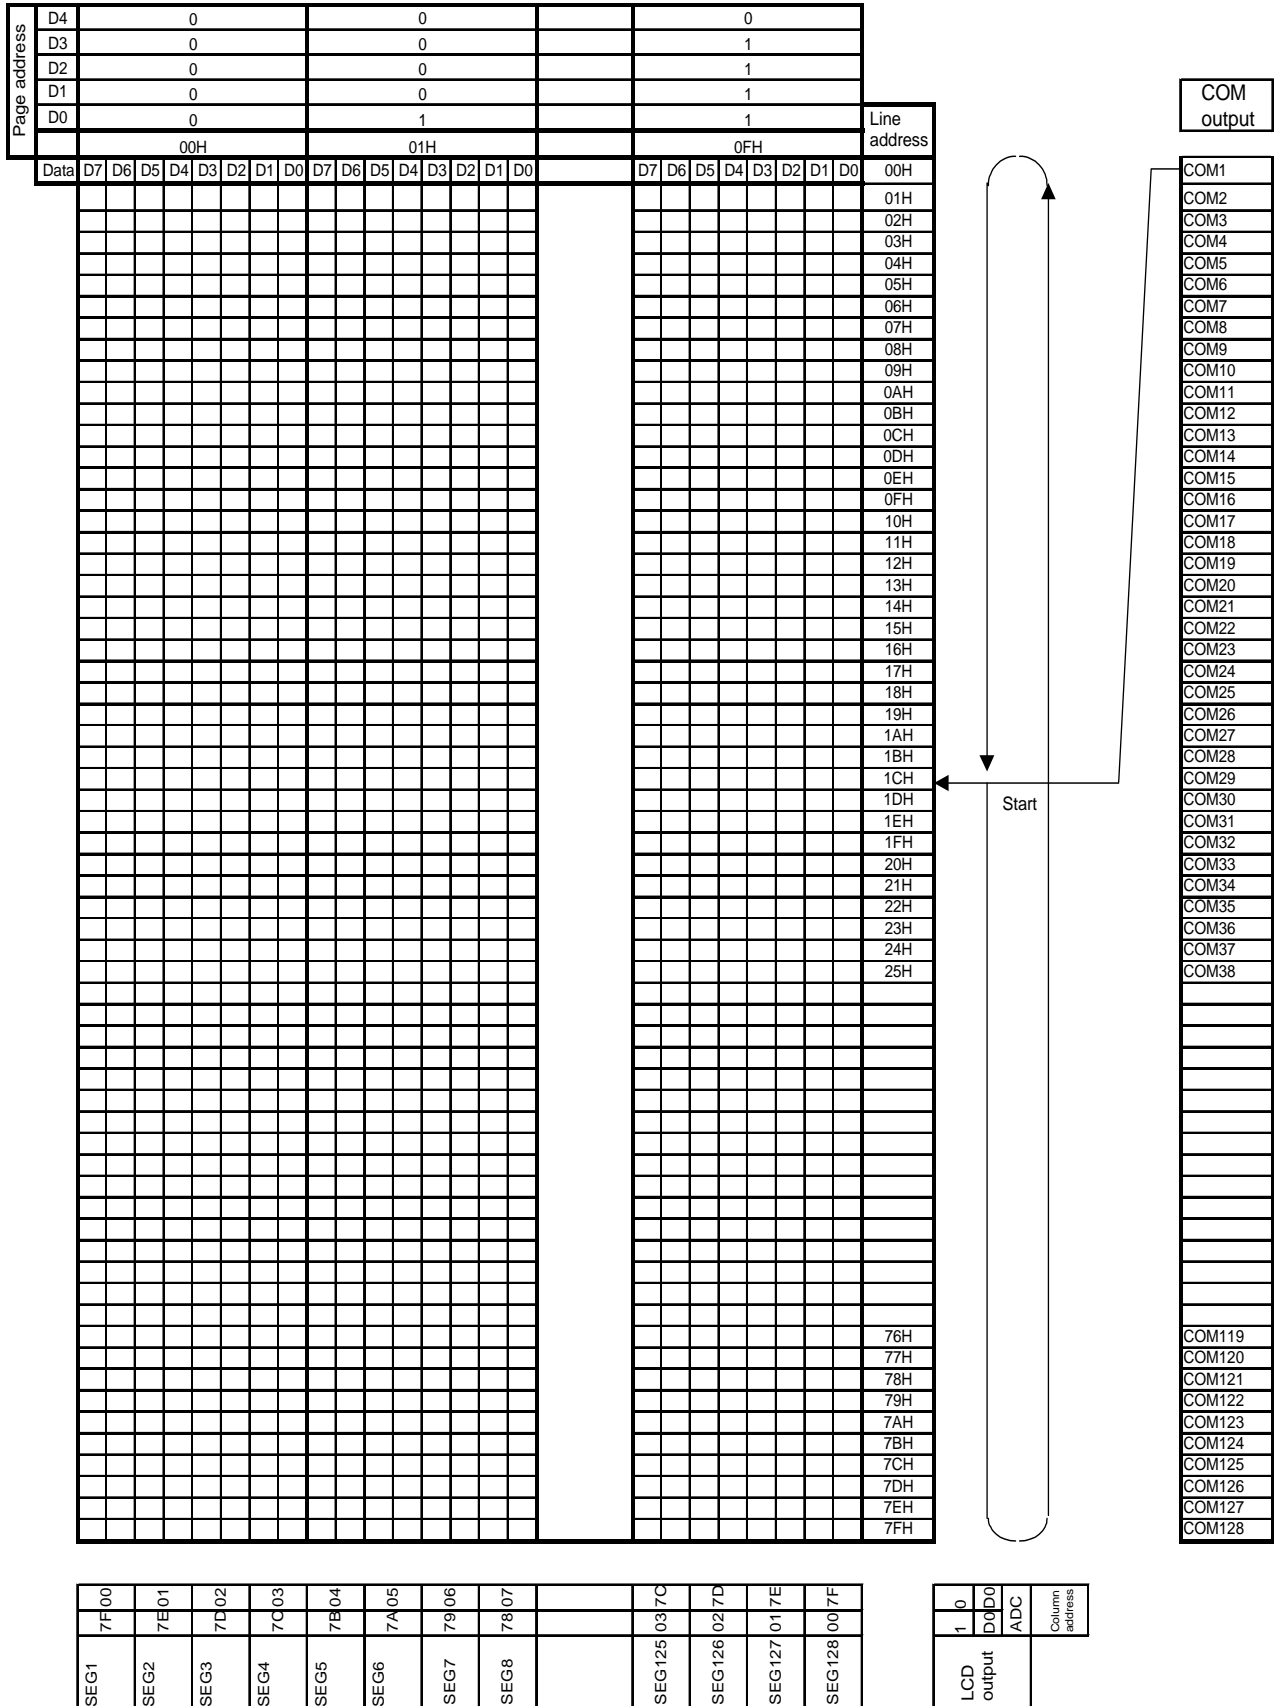 Page address
D4 0 0 0
D3 0 0 1
D2 0 0 1
D1 0 0 1
D0 0 1 1
00H 01H 0FH
Line
address
COM
output
Data D7 D6 D5 D4 D3 D2 D1 D0 D7 D6 D5 D4 D3 D2 D1 D0 D7 D6 D5 D4 D3 D2 D1 D0 00H COM1
01H COM2
02H COM3
03H COM4
04H COM5
05H COM6
06H COM7
07H COM8
08H COM9
09H COM10
0AH COM11
0BH COM12
0CH COM13
0DH COM14
0EH COM15
0FH COM16
10H COM17
11H COM18
12H COM19
13H COM20
14H COM21
15H COM22
16H COM23
17H COM24
18H COM25
19H COM26
1AH COM27
1BH COM28
1CH COM29
1DH Start COM30
1EH COM31
1FH COM32
20H COM33
21H COM34
22H COM35
23H COM36
24H COM37
25H COM38
76H COM119
77H COM120
78H COM121
79H COM122
7AH COM123
7BH COM124
7CH COM125
7DH COM126
7EH COM127
7FH COM128
00 01 02 03 04 05 06 07 7C 7D 7E 7F 0 D0
7F 7E 7D 7C 7B 7A 79 78 03 02 01 00 1 D0
ADC
Column
address
SEG1 SEG2 SEG3 SEG4 SEG5 SEG6 SEG7 SEG8 SEG125 SEG126 SEG127 SEG128
LCD
output